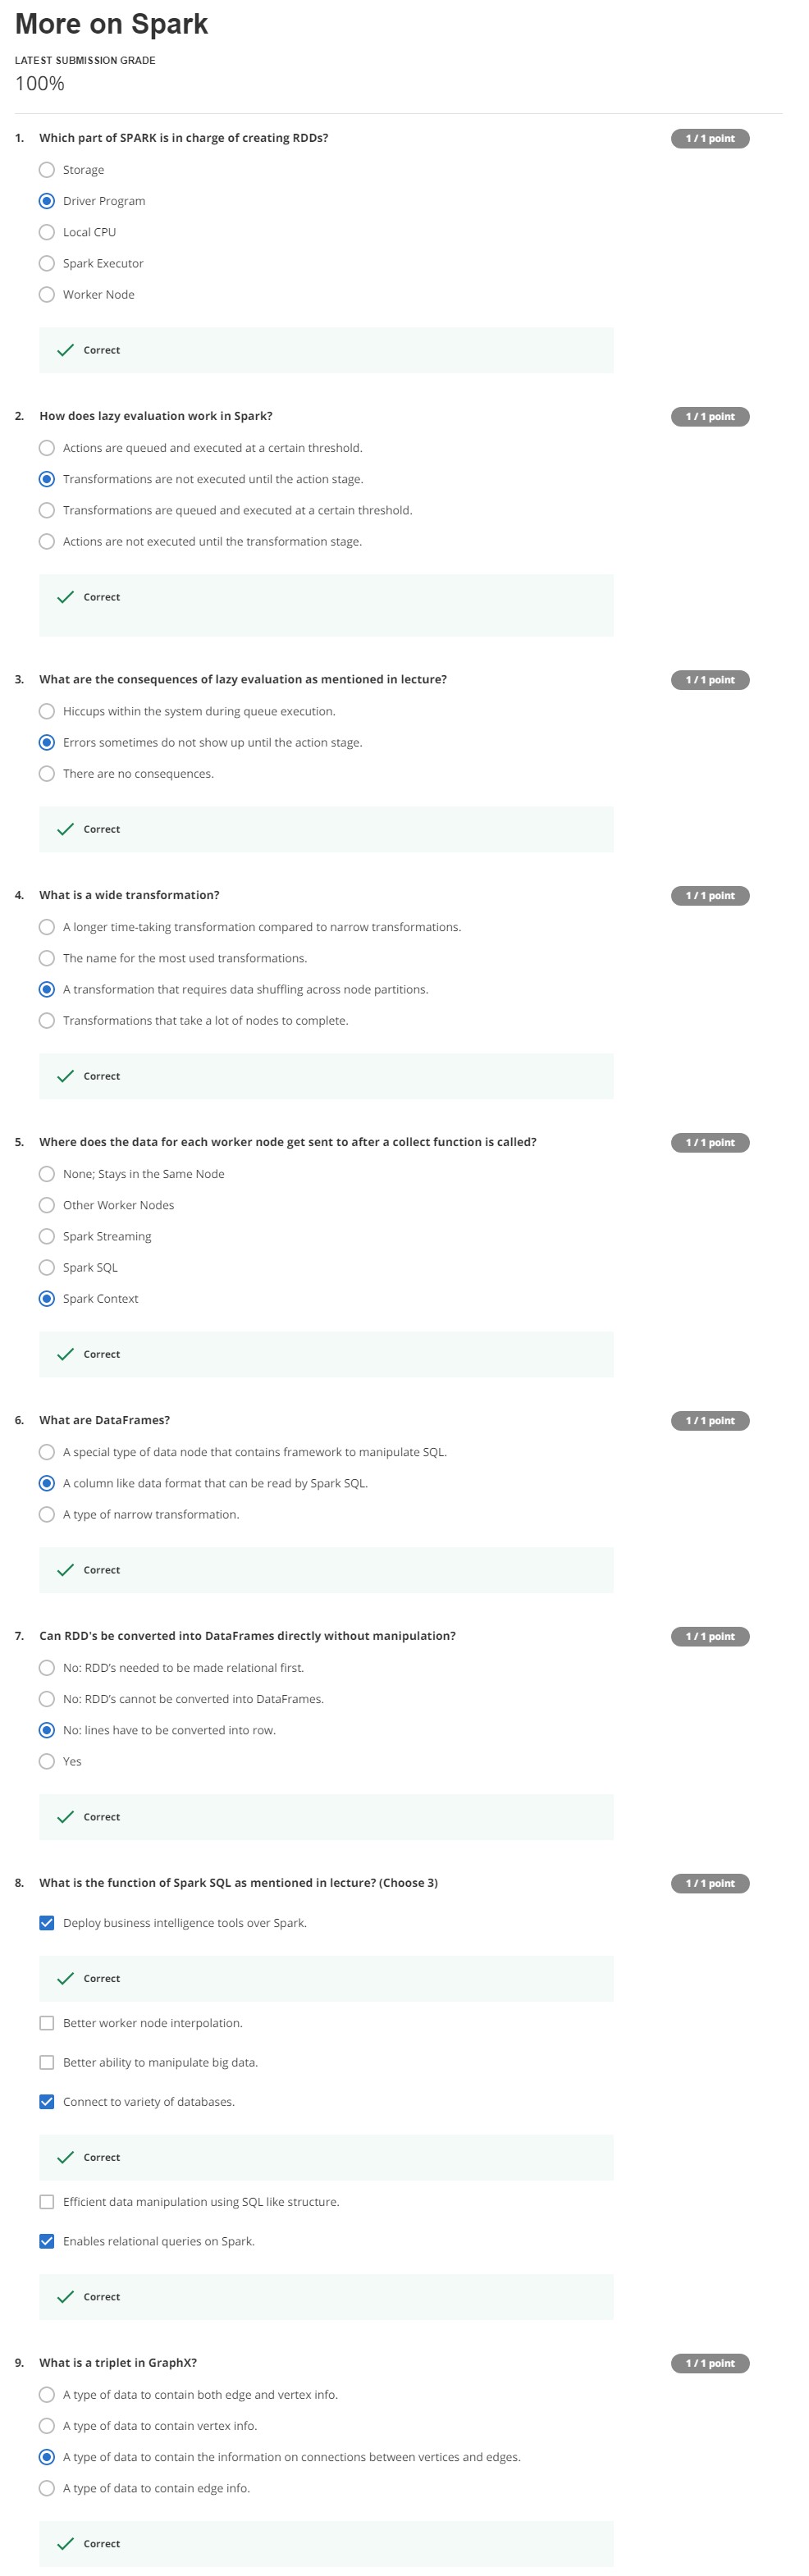 More on Spark
LATEST SUBMISSION GRADE
100%
1. Which part of SPARK is in charge of creating RDDs? 1 / 1 point
Storage
Driver Program
Local CPU
Spark Executor
Worker Node
Correct
2. How does lazy evaluation work in Spark? 1 / 1 point
Actions are queued and executed at a certain threshold.
Transformations are not executed until the action stage.
Transformations are queued and executed at a certain threshold.
Actions are not executed until the transformation stage.
Correct
3. What are the consequences of lazy evaluation as mentioned in lecture? 1 / 1 point
Hiccups within the system during queue execution.
Errors sometimes do not show up until the action stage.
There are no consequences.
Correct
4. What is a wide transformation? 1 / 1 point
A longer time-taking transformation compared to narrow transformations.
The name for the most used transformations.
A transformation that requires data shuffling across node partitions.
Transformations that take a lot of nodes to complete.
Correct
5. Where does the data for each worker node get sent to after a collect function is called? 1 / 1 point
None; Stays in the Same Node
Other Worker Nodes
Spark Streaming
Spark SQL
Spark Context
Correct
6. What are DataFrames? 1 / 1 point
A special type of data node that contains framework to manipulate SQL.
A column like data format that can be read by Spark SQL.
A type of narrow transformation.
Correct
7. Can RDD's be converted into DataFrames directly without manipulation? 1 / 1 point
No: RDD's needed to be made relational first.
No: RDD's cannot be converted into DataFrames.
No: lines have to be converted into row.
Yes
Correct
8. What is the function of Spark SQL as mentioned in lecture? (Choose 3) 1 / 1 point
Deploy business intelligence tools over Spark.
Correct
Better worker node interpolation.
Better ability to manipulate big data.
Connect to variety of databases.
Correct
Efficient data manipulation using SQL like structure.
Enables relational queries on Spark.
Correct
9. What is a triplet in GraphX? 1 / 1 point
A type of data to contain both edge and vertex info.
A type of data to contain vertex info.
A type of data to contain the information on connections between vertices and edges.
A type of data to contain edge info.
Correct